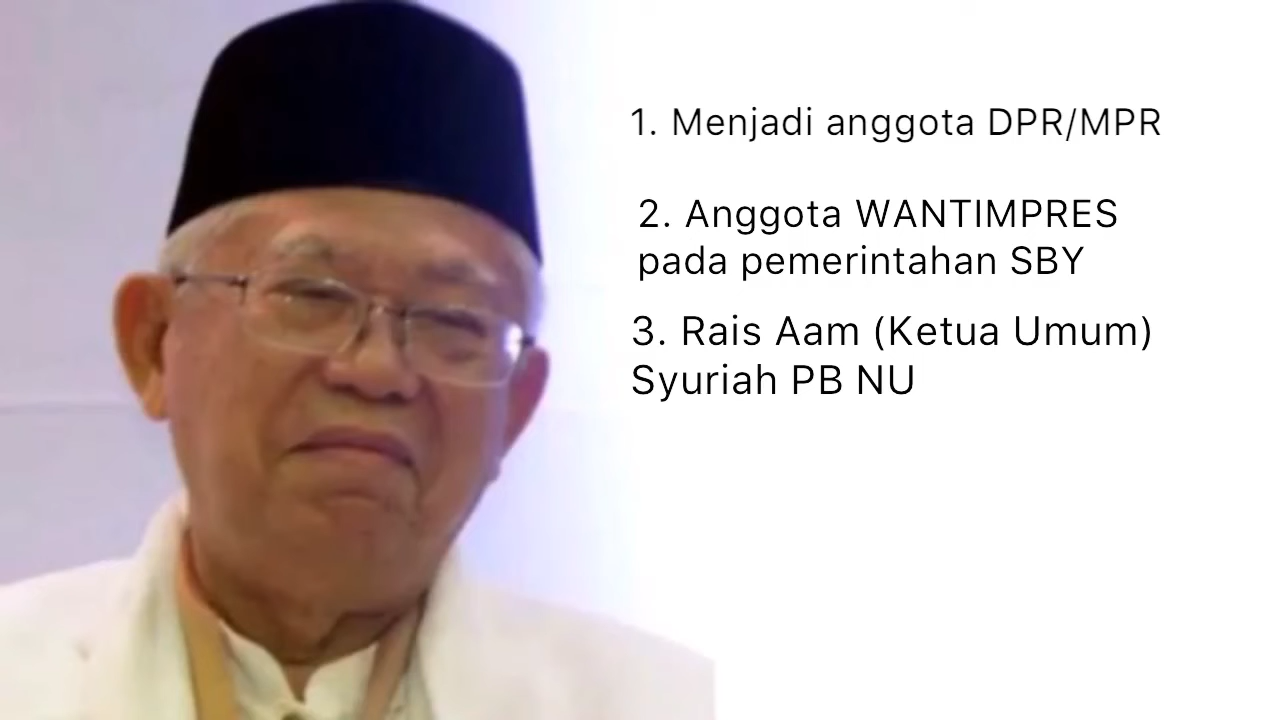 1. Menjadi anggota DPR/MPR
2. Anggota WANTIMPRES
pada pemerintahan SBY
3. Rais Aam (Ketua Umum)
Syuriah PB NU